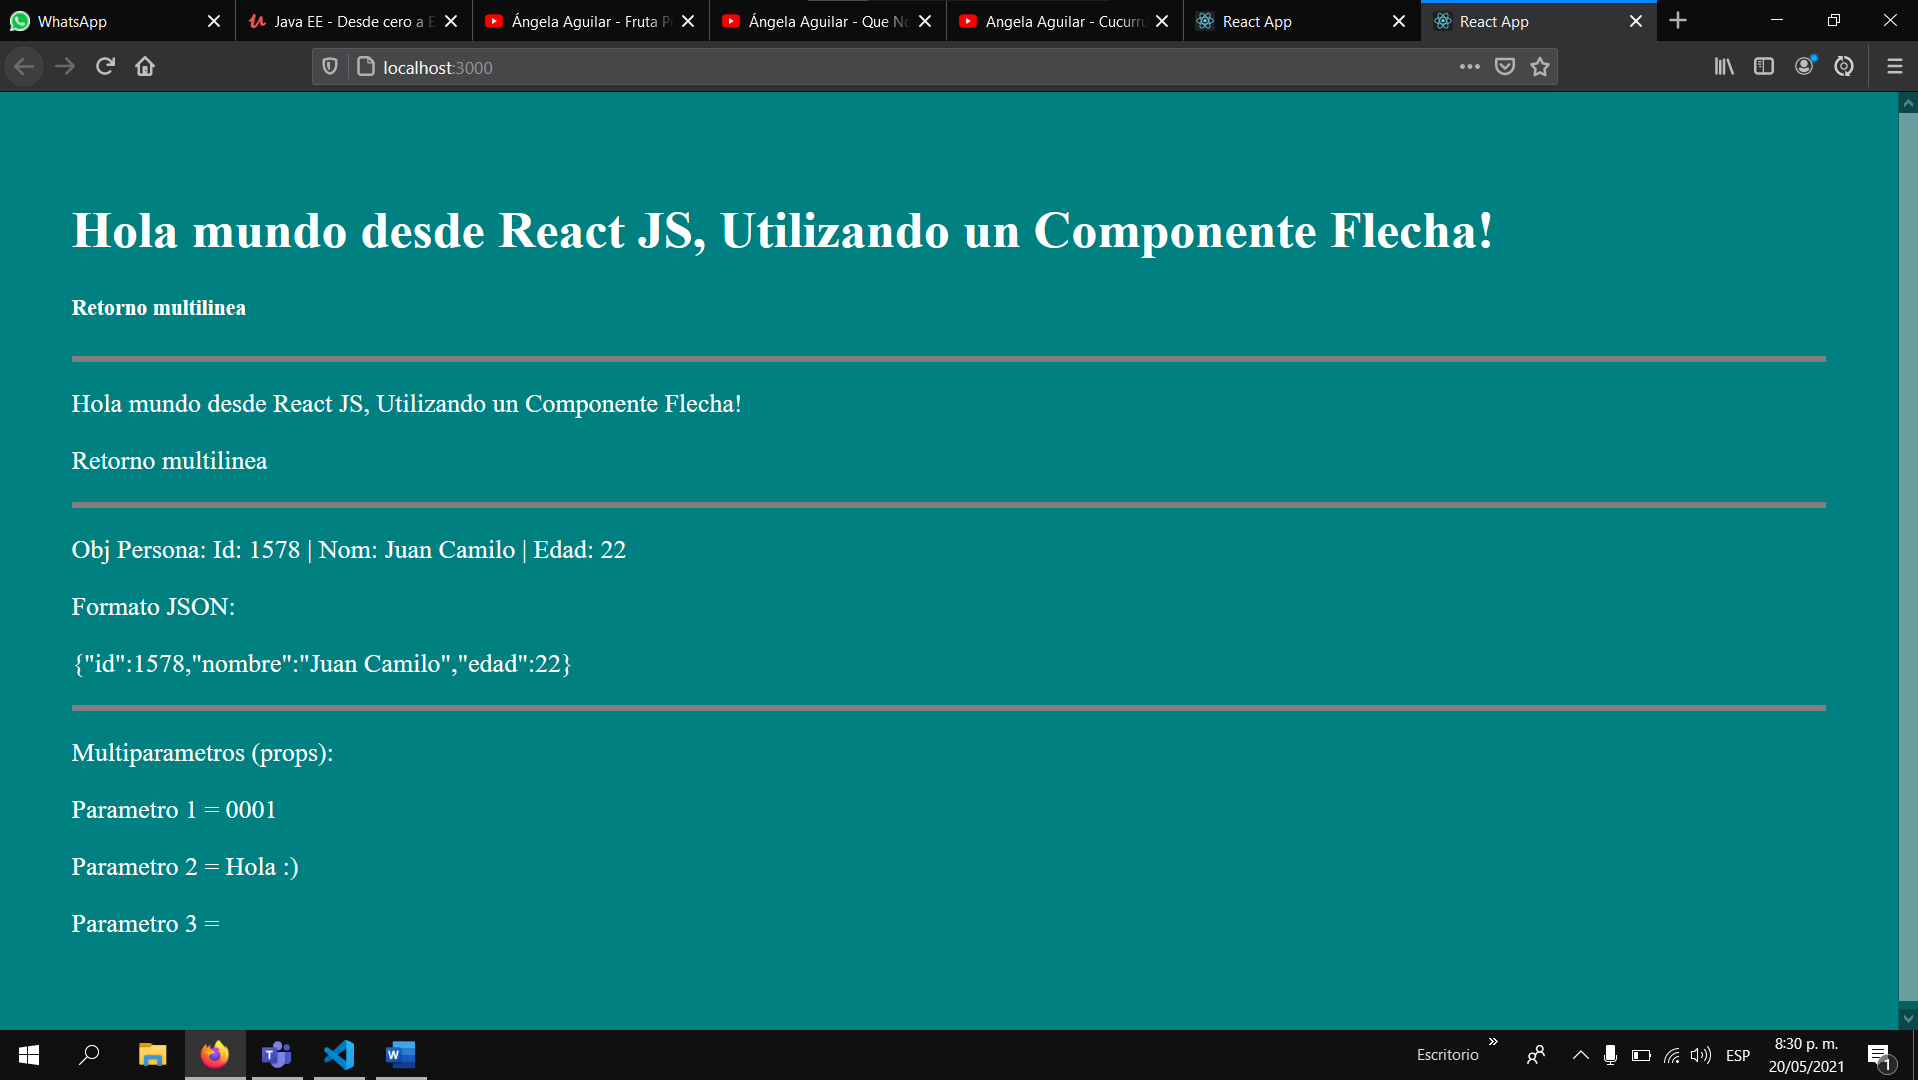 WhatsApp
Java EE - Desde cero a E
Ángela Aguilar - Fruta P
Ángela Aguilar - Que No
Angela Aguilar - Cucurru
React App
React App
localhost:3000
Hola mundo desde React JS, Utilizando un Componente Flecha!
Retorno multilinea
Hola mundo desde React JS, Utilizando un Componente Flecha!
Retorno multilinea
Obj Persona: Id: 1578 | Nom: Juan Camilo | Edad: 22
Formato JSON:
{"id":1578,"nombre":"Juan Camilo","edad":22}
Multiparametros (props):
Parametro 1 = 0001
Parametro 2 = Hola :)
Parametro 3 =
Escritorio
ESP
8:30 p. m.
20/05/2021
1